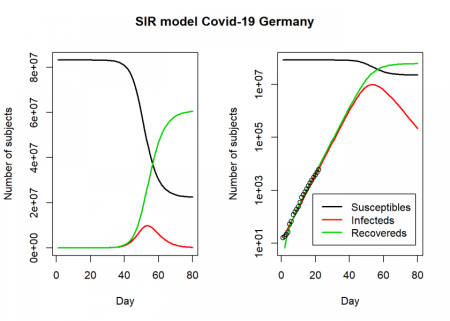 SIR model Covid-19 Germany
Number of subjects
0e+00 2e+07 4e+07 6e+07 8e+07
0 20 40 60 80
Day
Number of subjects
1e+01 1e+03 1e+05 1e+07
0 20 40 60 80
Day
Susceptibles
Infecteds
Recovereds